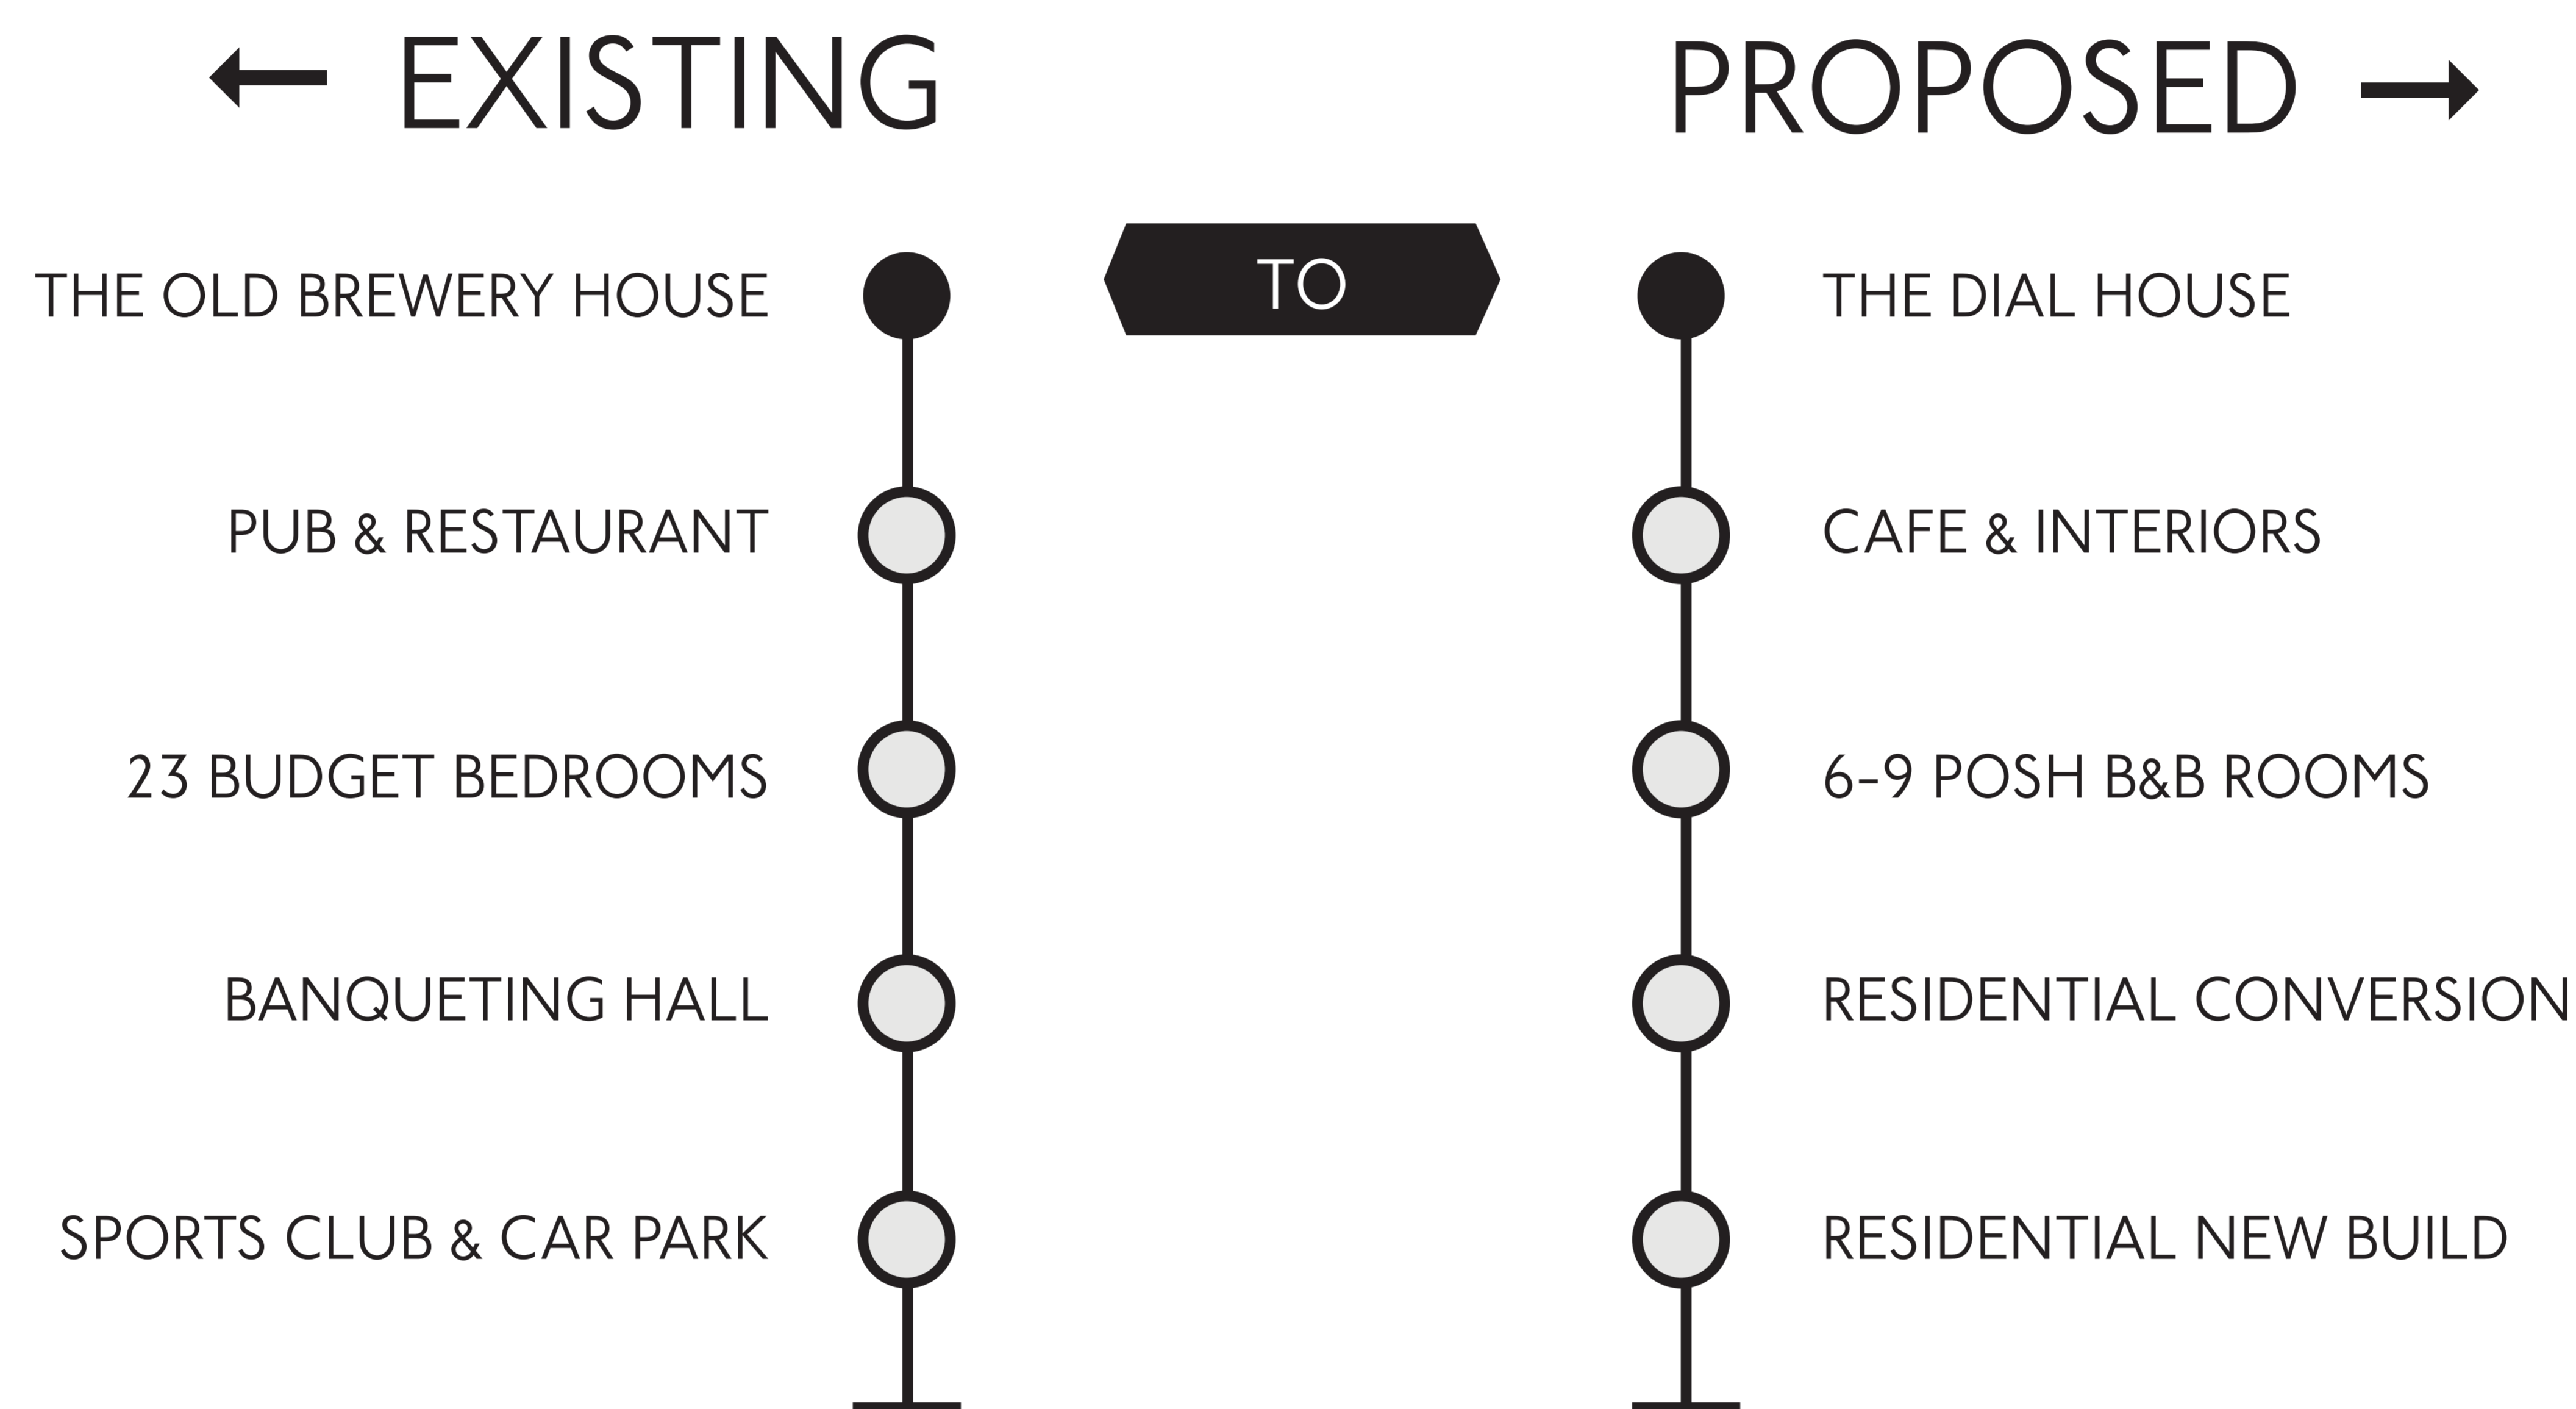 EXISTING
PROPOSED
TO
THE OLD BREWERY HOUSE
THE DIAL HOUSE
PUB & RESTAURANT
CAFE & INTERIORS
23 BUDGET BEDROOMS
6-9 POSH B&B ROOMS
BANQUETING HALL
RESIDENTIAL CONVERSION
SPORTS CLUB & CAR PARK
RESIDENTIAL NEW BUILD